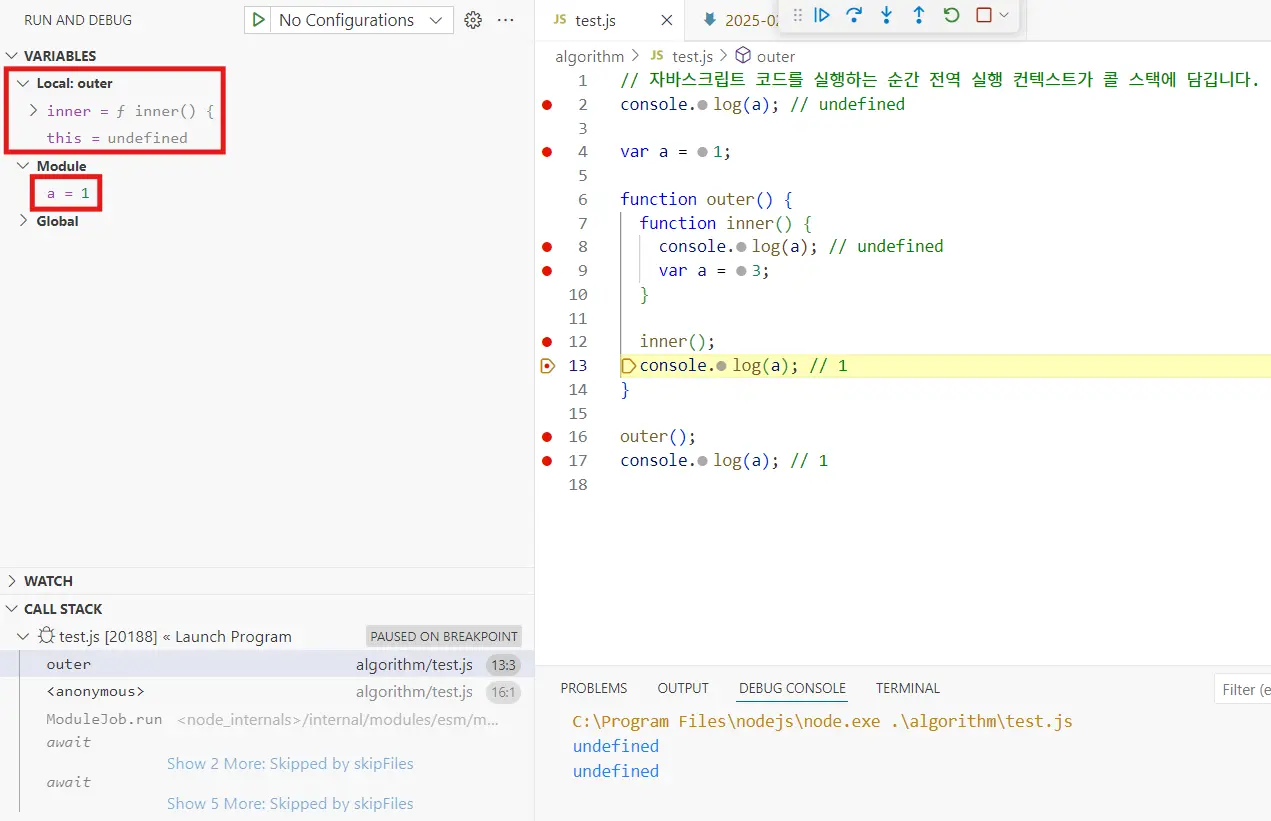 RUN AND DEBUG
No Configurations
VARIABLES
Local: outer
inner = ƒ inner() {
this = undefined
Module
a = 1
Global
WATCH
CALL STACK
test.js [20188] « Launch Program
PAUSED ON BREAKPOINT
outer algorithm/test.js 13:3
<anonymous> algorithm/test.js 16:1
ModuleJob.run <node_internals>/internal/modules/esm/m...
await
Show 2 More: Skipped by skipFiles
await
Show 5 More: Skipped by skipFiles
JS test.js
2025-02
algorithm > JS test.js > outer
1 // 자바스크립트 코드를 실행하는 순간 전역 실행 컨텍스트가 콜 스택에 담깁니다.
2 console.log(a); // undefined
3
4 var a = 1;
5
6 function outer() {
7 function inner() {
8 console.log(a); // undefined
9 var a = 3;
10 }
11
12 inner();
13 console.log(a); // 1
14 }
15
16 outer();
17 console.log(a); // 1
18
PROBLEMS OUTPUT DEBUG CONSOLE TERMINAL
Filter (e
C:\Program Files\nodejs\node.exe .\algorithm\test.js
undefined
undefined